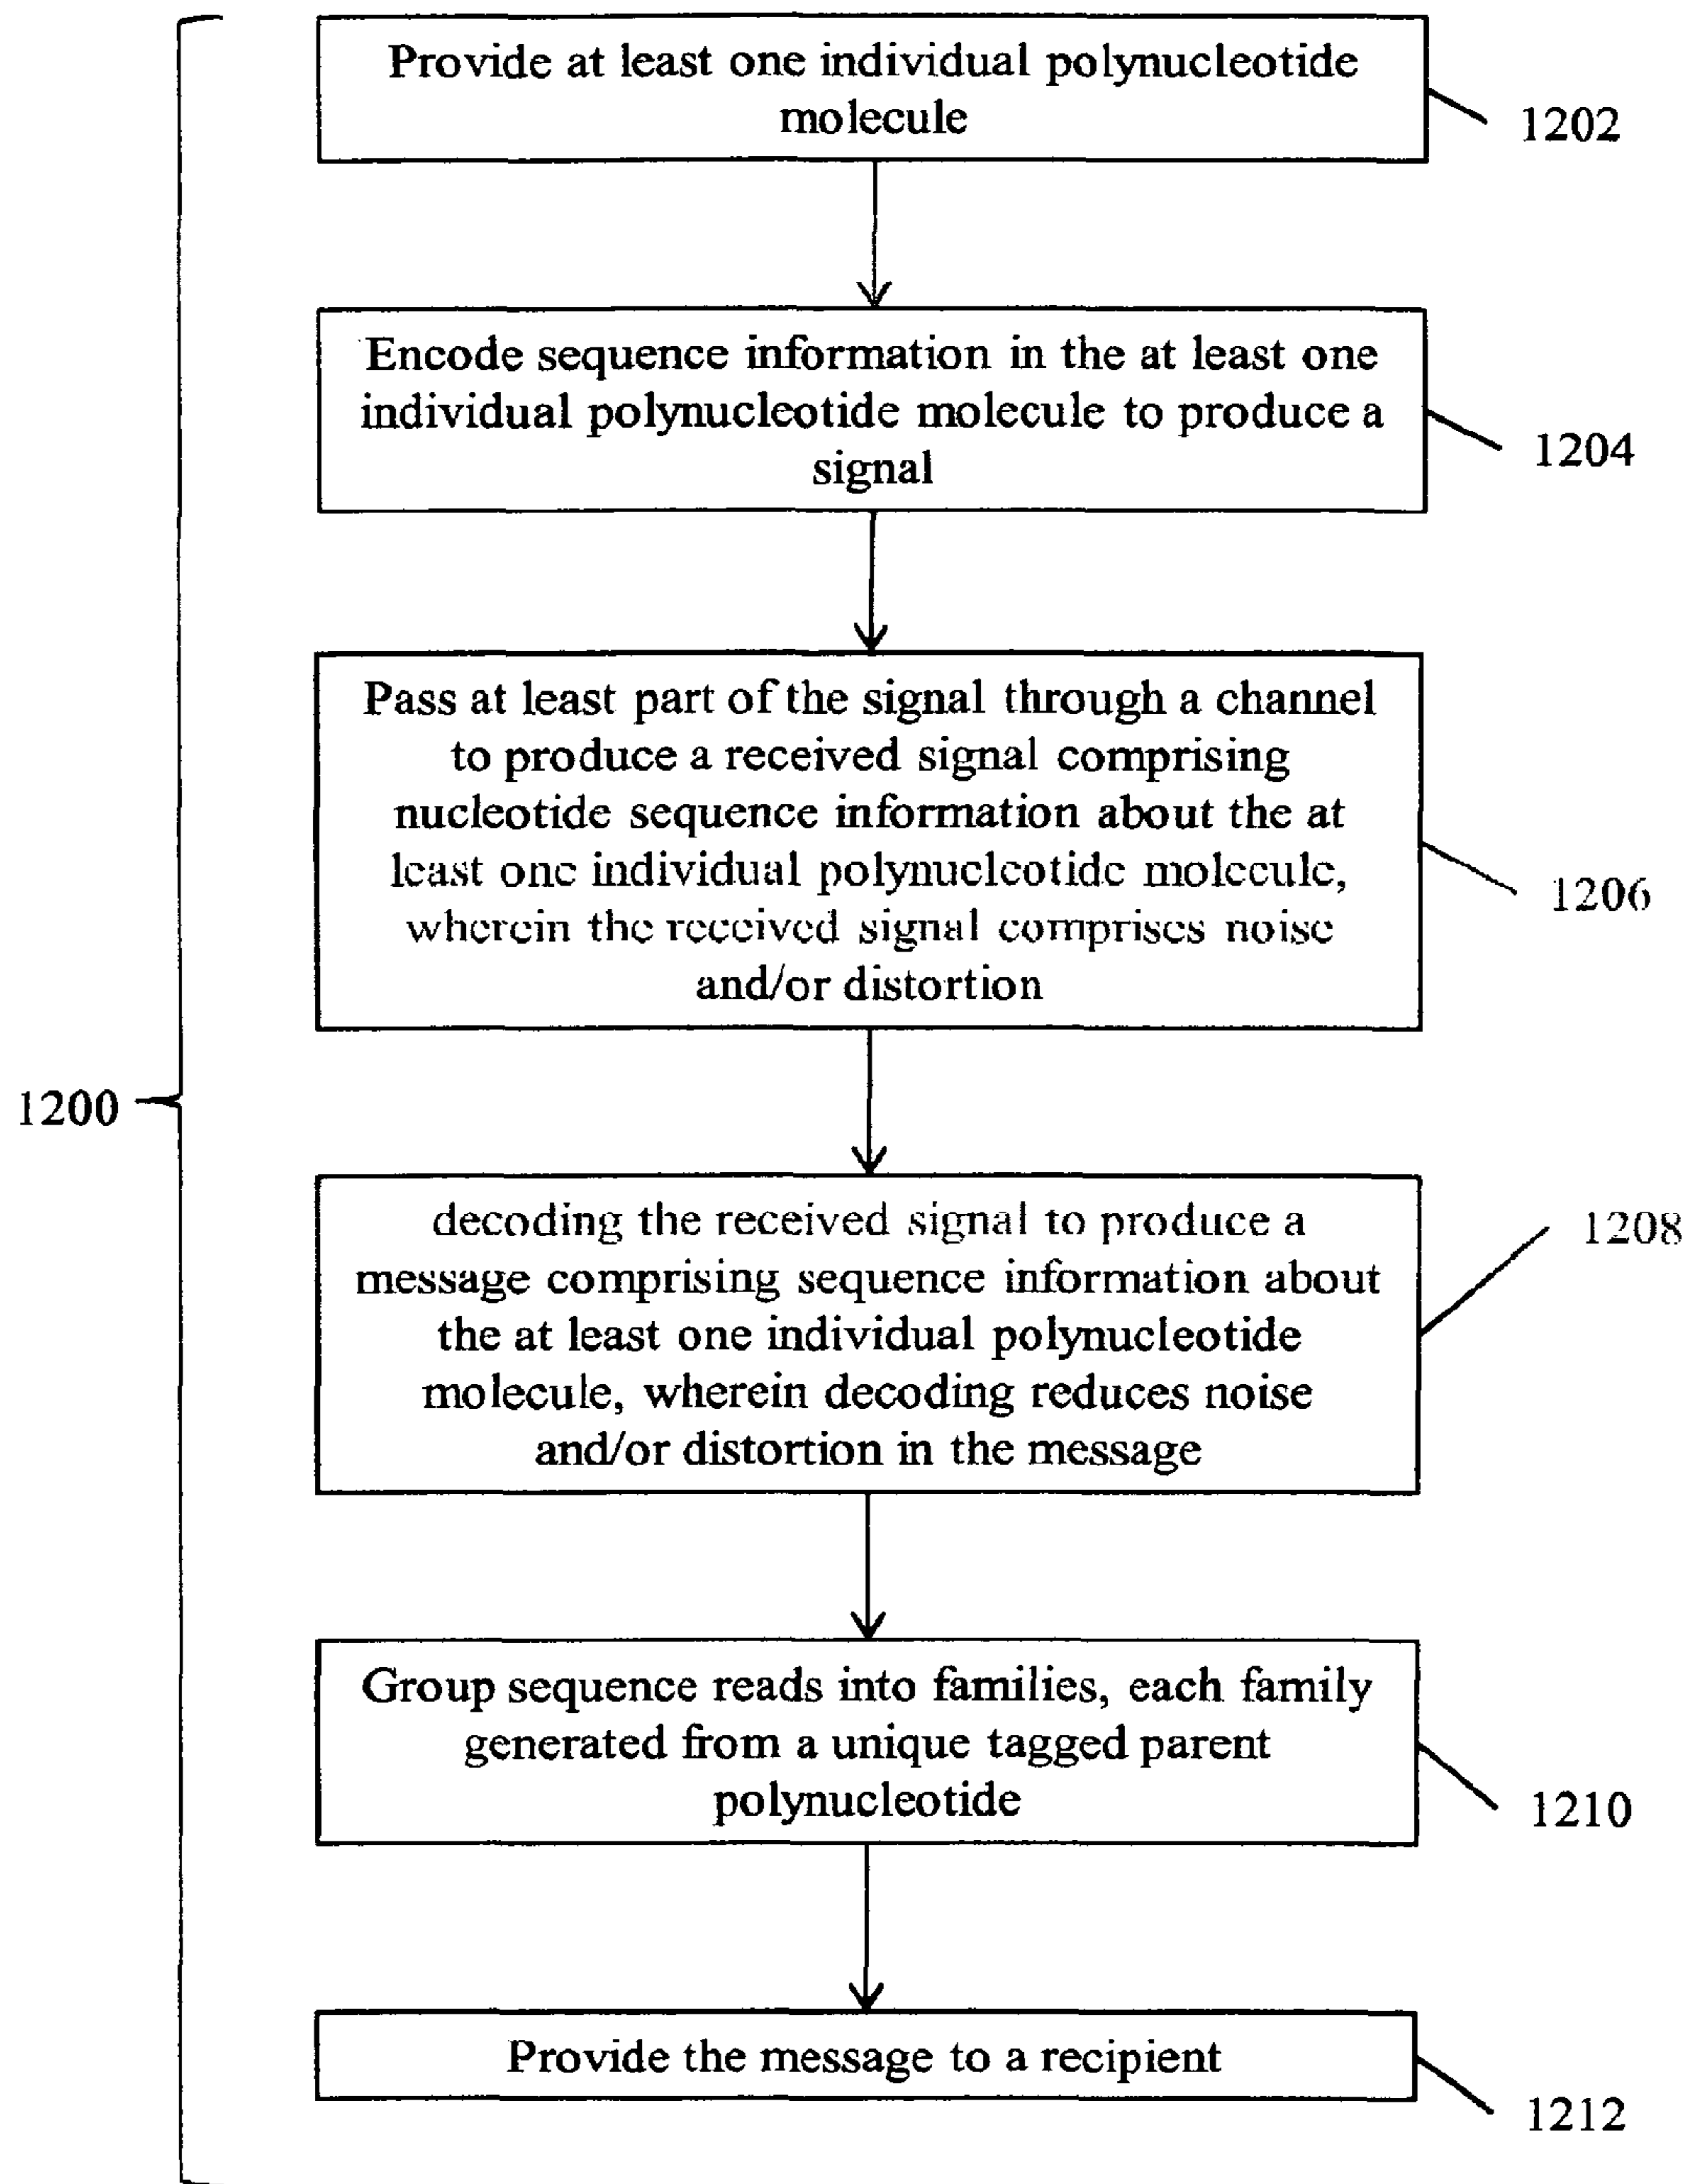 Provide at least one individual polynucleotide
molecule
1202
Encode sequence information in the at least one
individual polynucleotide molecule to produce a
signal
1204
Pass at least part of the signal through a channel
to produce a received signal comprising
nucleotide sequence information about the at
least one individual polynucleotide molecule,
wherein the received signal comprises noise
and/or distortion
1206
1200
decoding the received signal to produce a
message comprising sequence information about
the at least one individual polynucleotide
molecule, wherein decoding reduces noise
and/or distortion in the message
1208
Group sequence reads into families, each family
generated from a unique tagged parent
polynucleotide
1210
Provide the message to a recipient
1212